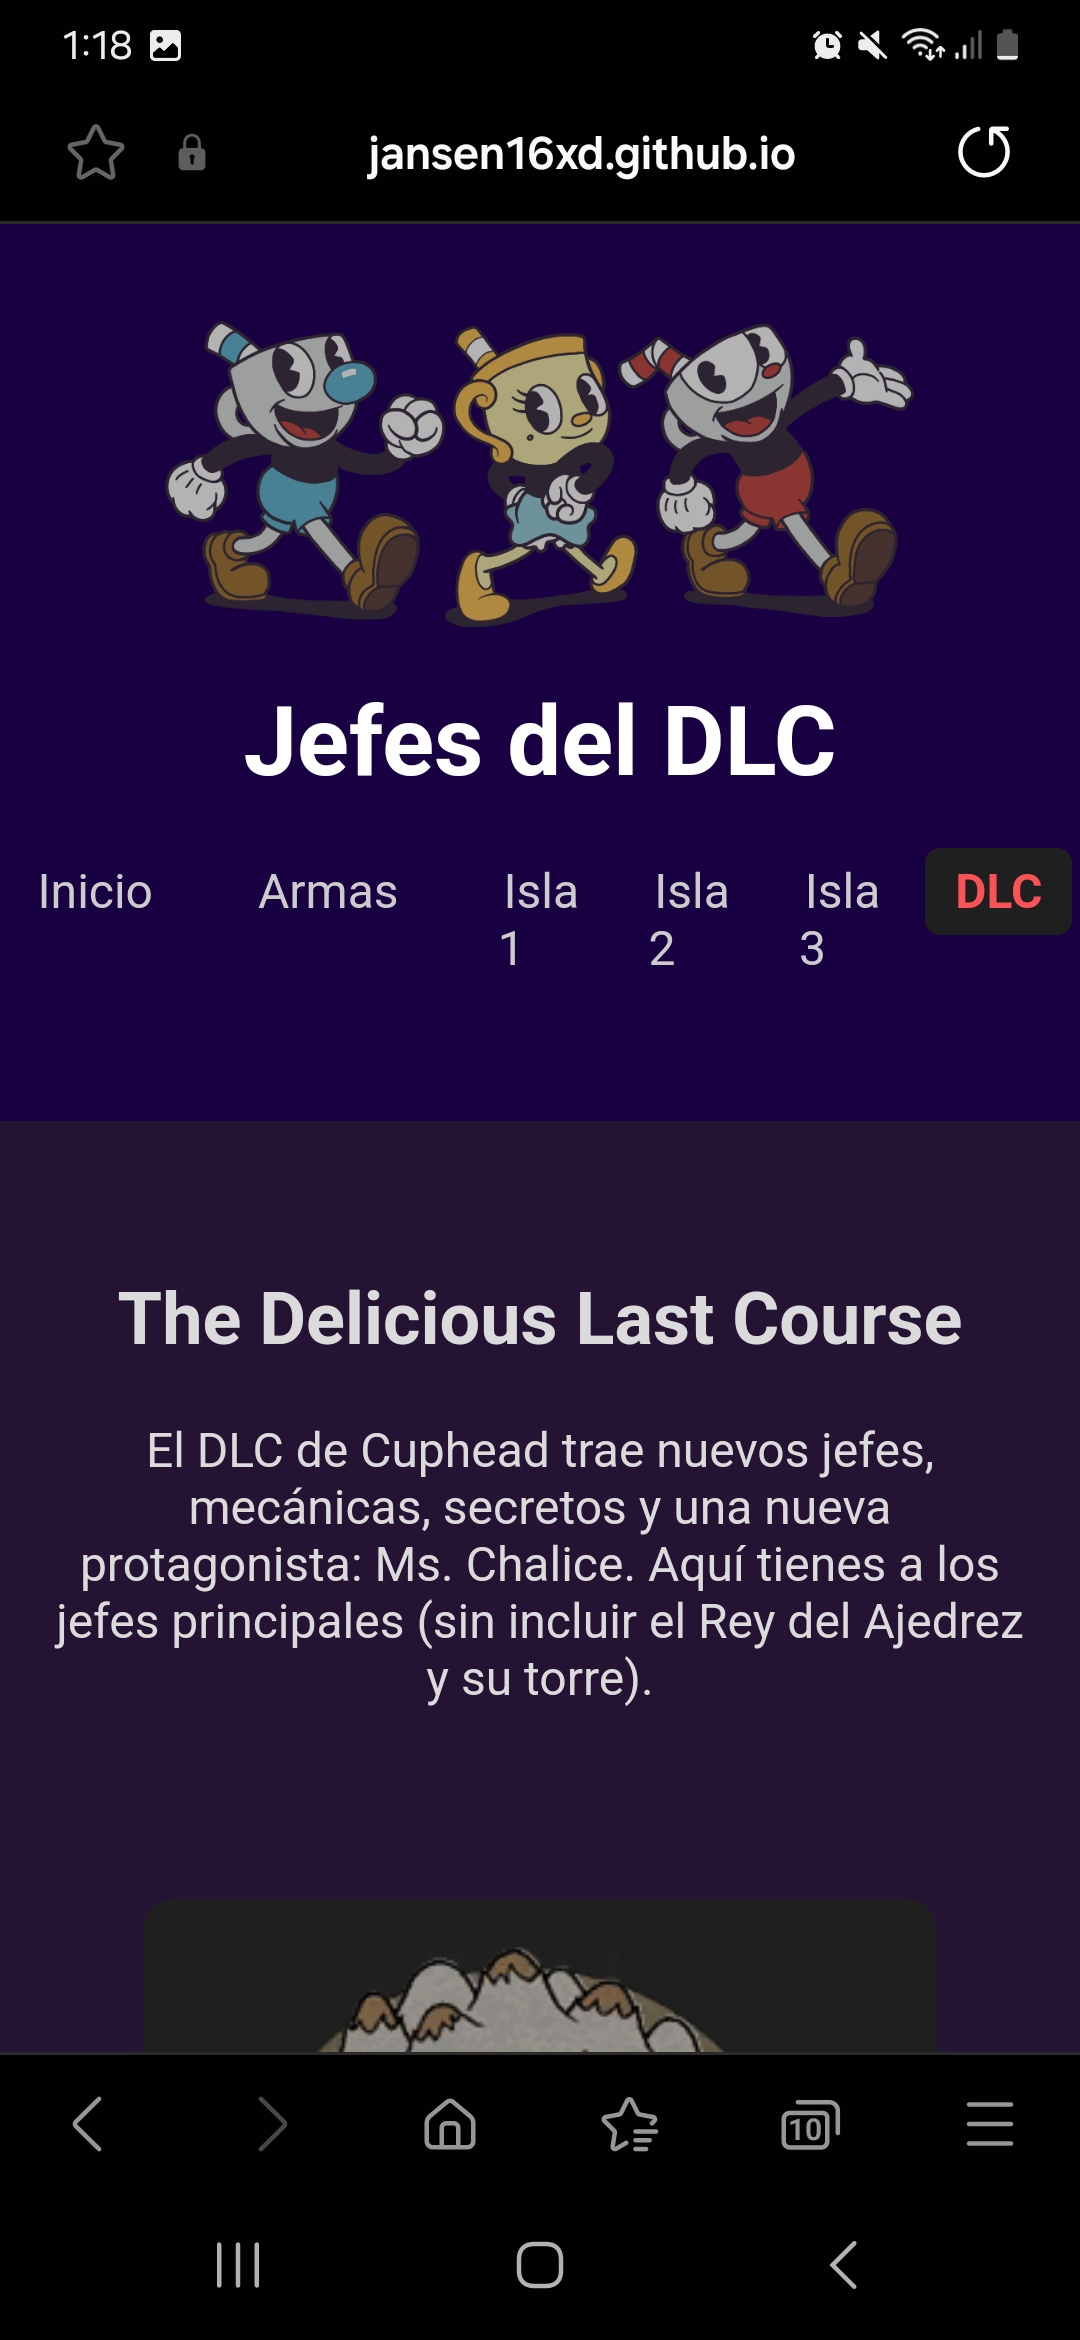 1:18
jansen16xd.github.io
Jefes del DLC
Inicio Armas Isla 1 Isla 2 Isla 3 DLC
The Delicious Last Course
El DLC de Cuphead trae nuevos jefes,
mecánicas, secretos y una nueva
protagonista: Ms. Chalice. Aquí tienes a los
jefes principales (sin incluir el Rey del Ajedrez
y su torre).
10